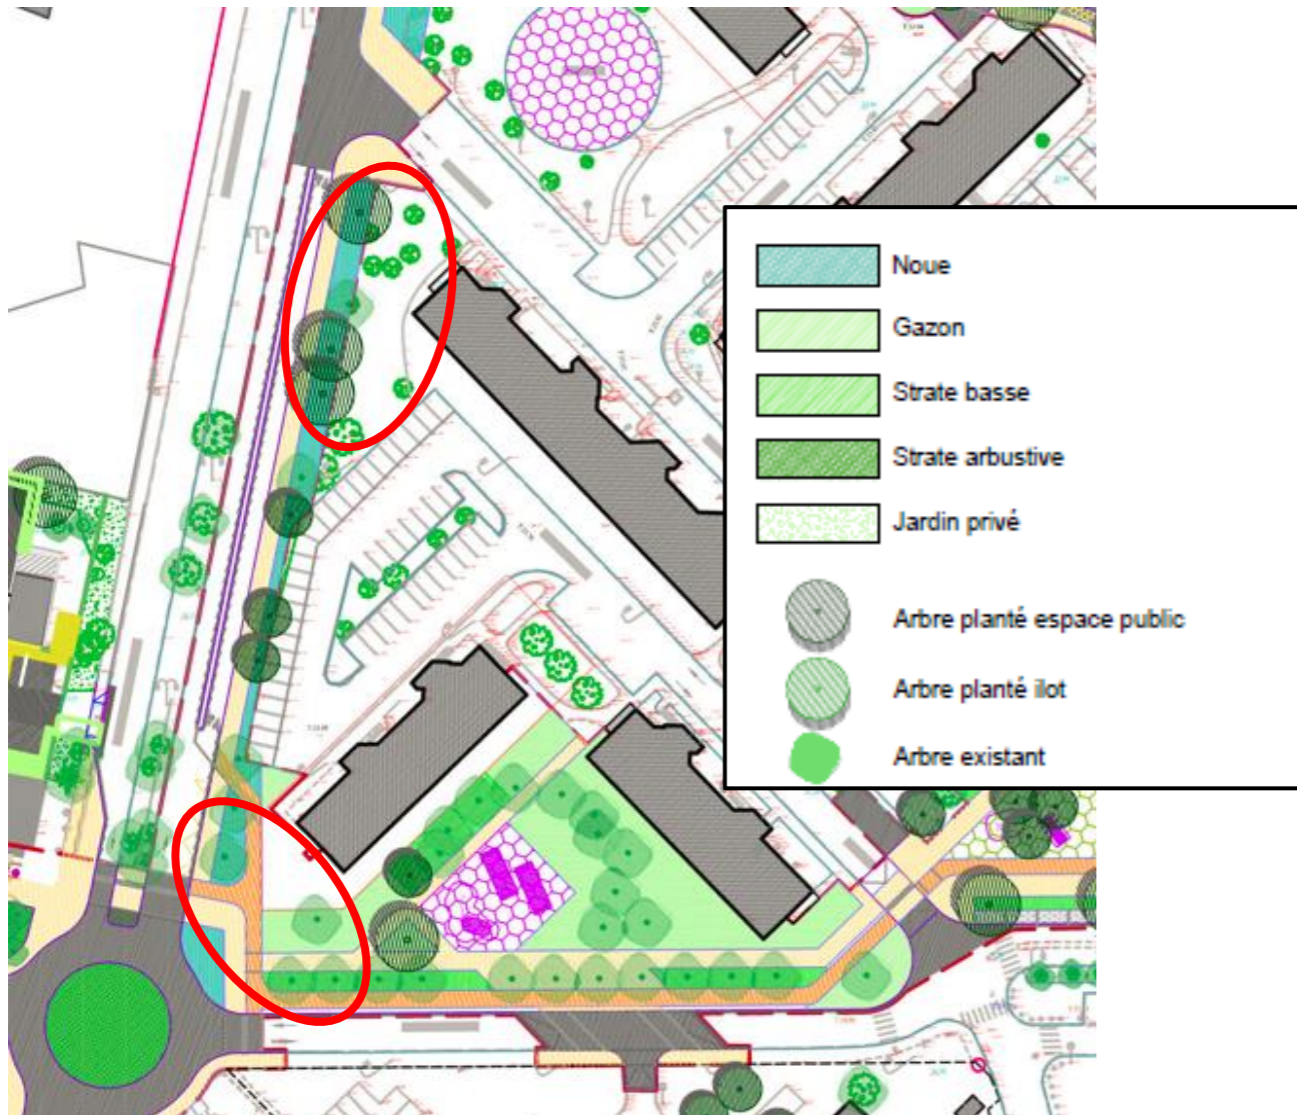 Noue
Gazon
Strate basse
Strate arbustive
Jardin privé
Arbre planté espace public
Arbre planté ilot
Arbre existant